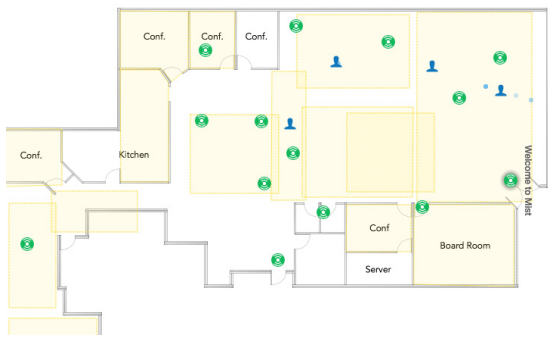 Conf.
Conf.
Conf.
Conf.
Kitchen
Welcome to Mist
Conf
Board Room
Server